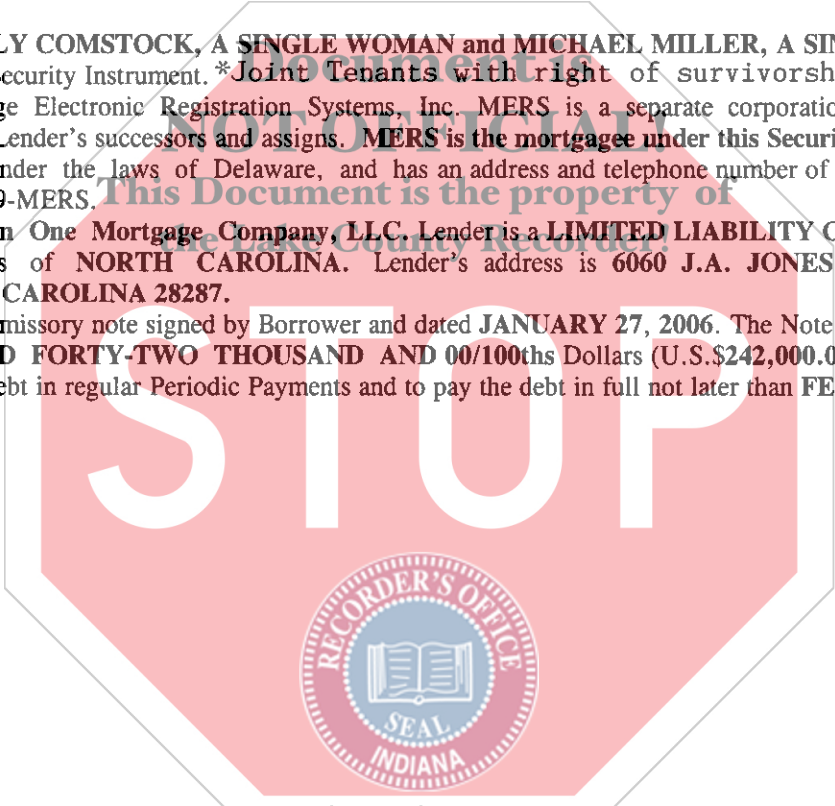 LY COMSTOCK, A SINGLE WOMAN and MICHAEL MILLER, A SIN
ecurity Instrument. *Joint Tenants with right of survivorsh
ge Electronic Registration Systems, Inc. MERS is a separate corporatio
Lender's successors and assigns. MERS is the mortgagee under this Securi
nder the laws of Delaware, and has an address and telephone number of
9-MERS.
n One Mortgage Company, LLC. Lender is a LIMITED LIABILITY C
s of NORTH CAROLINA. Lender's address is 6060 J.A. JONES
CAROLINA 28287.
missory note signed by Borrower and dated JANUARY 27, 2006. The Note
D FORTY-TWO THOUSAND AND 00/100ths Dollars (U.S.$242,000.0
ebt in regular Periodic Payments and to pay the debt in full not later than FE
Document is
NOT OFFICIAL!
This Document is the property of
the Lake County Recorder!
STOP
RECORDER'S OFFICE
SEAL
INDIANA